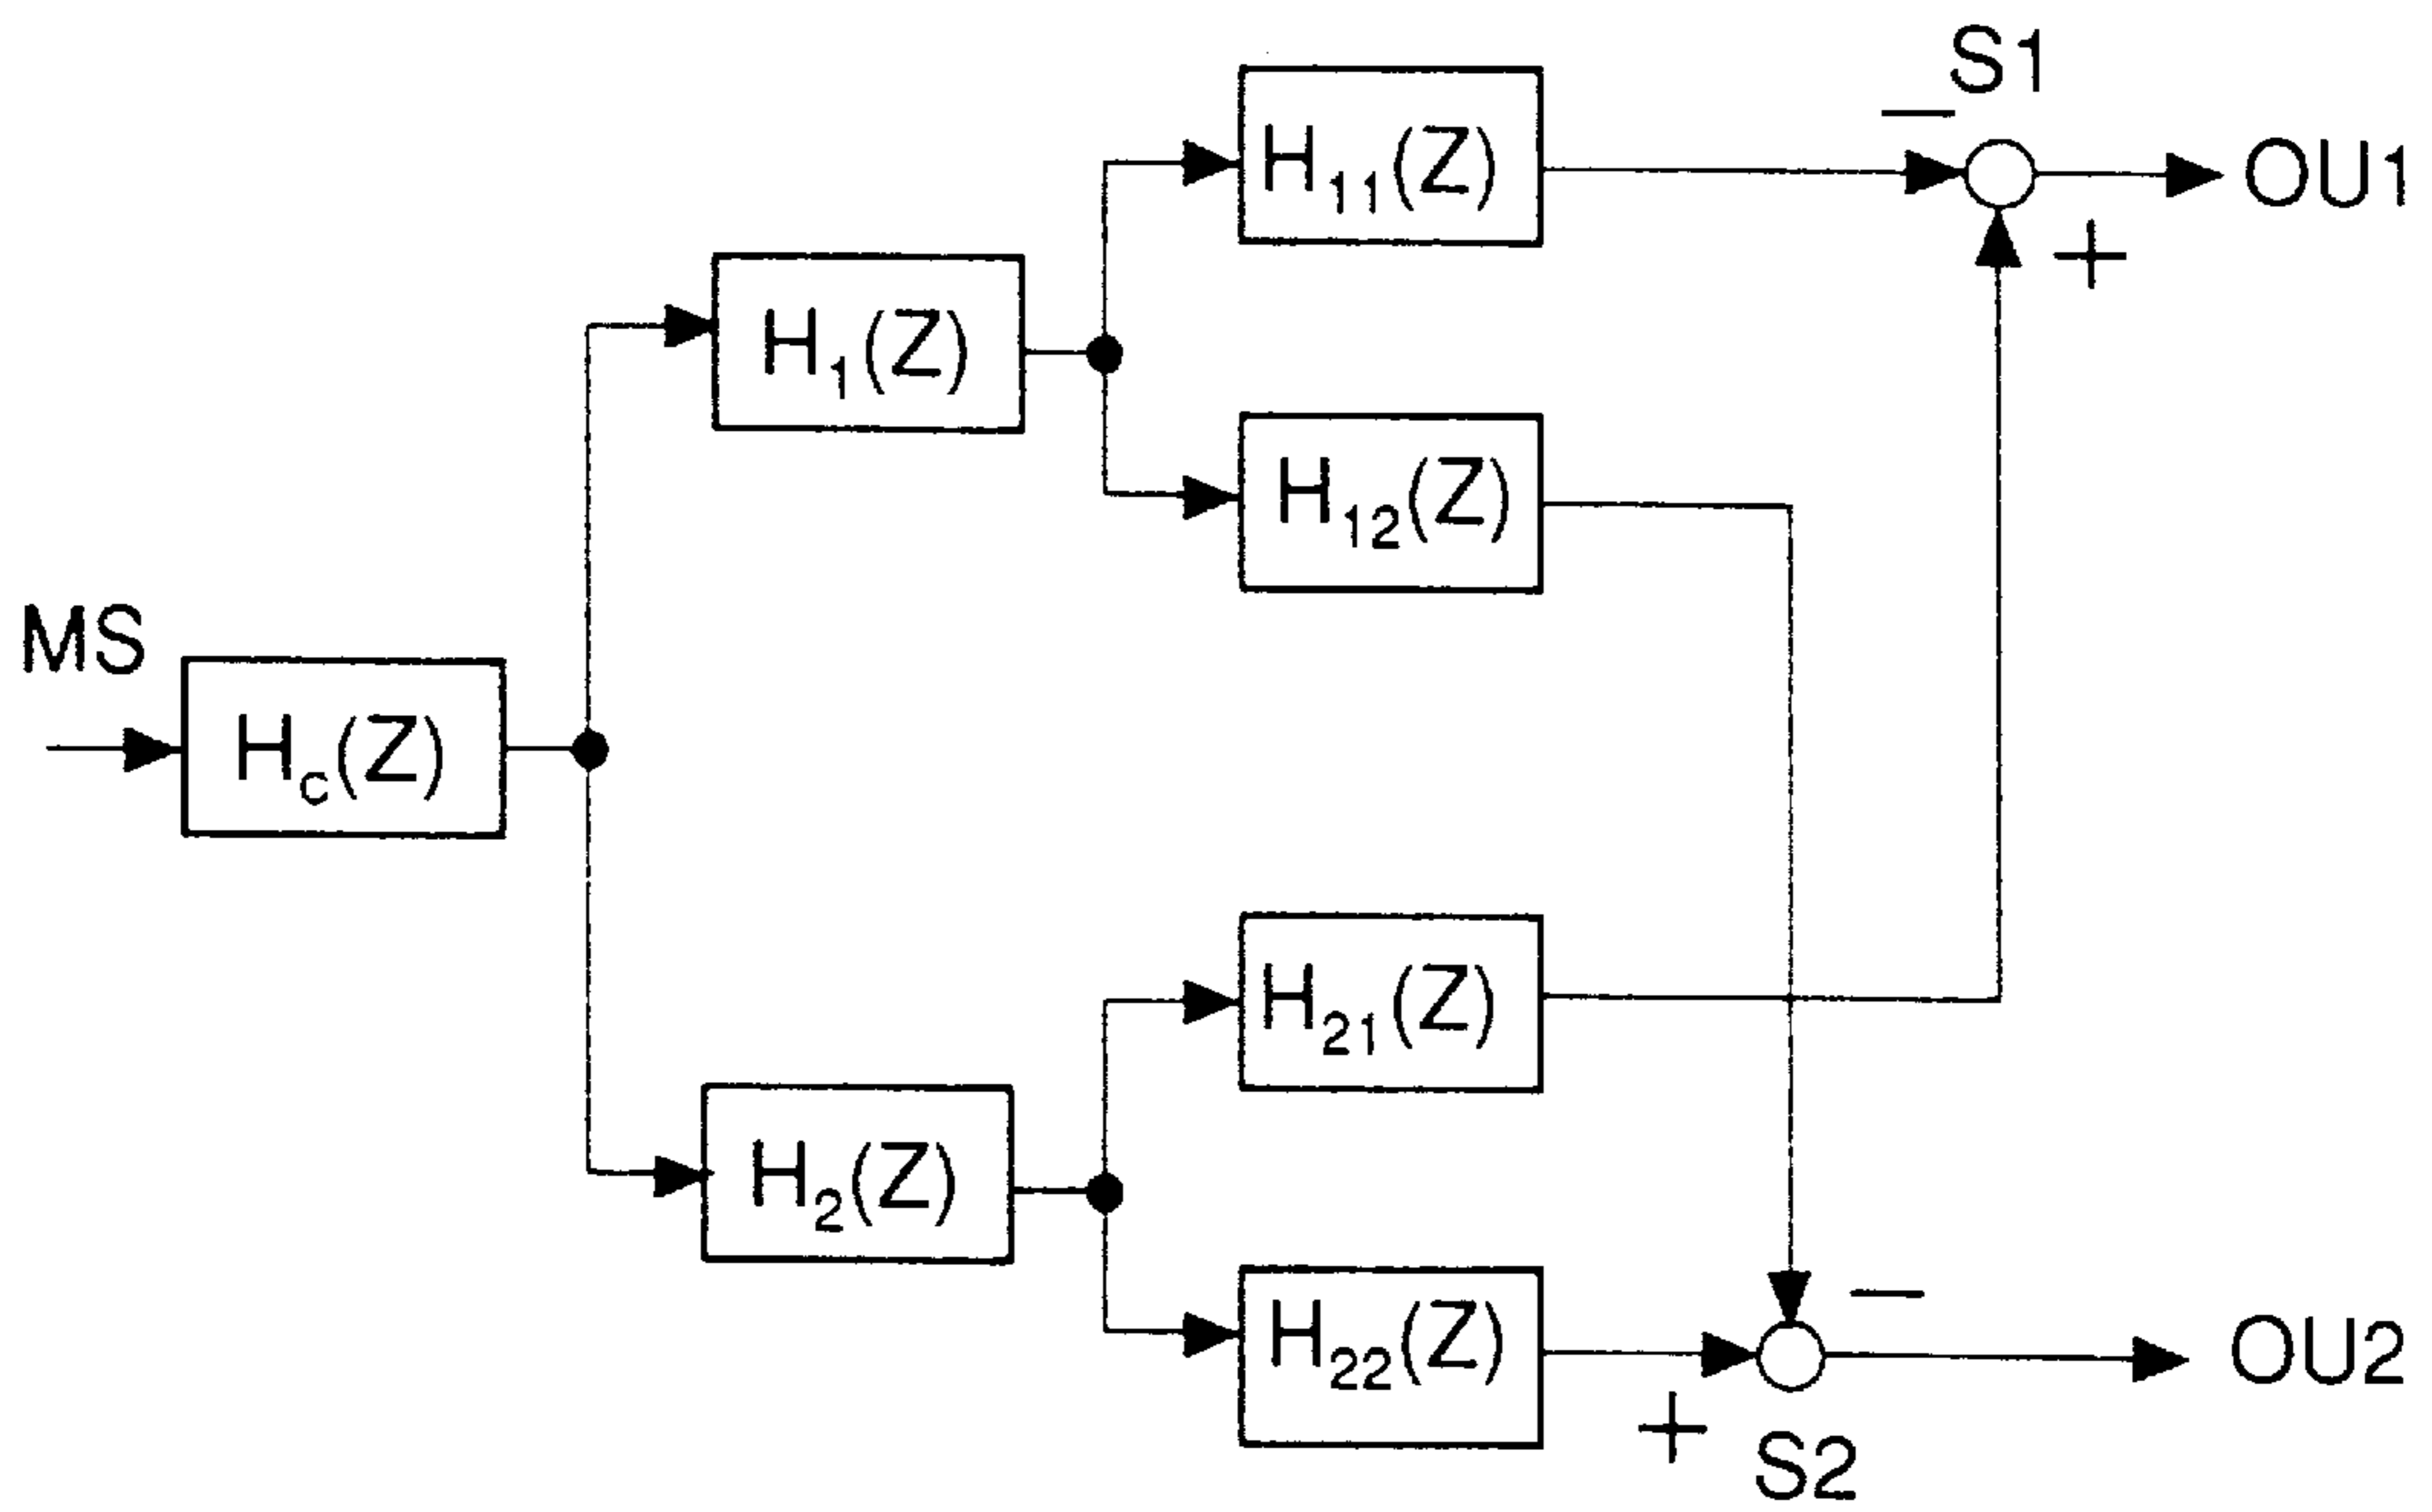 S1
−
H11(Z)
OU1
+
H1(Z)
H12(Z)
MS
Hc(Z)
H21(Z)
H2(Z)
−
H22(Z)
OU2
+
S2